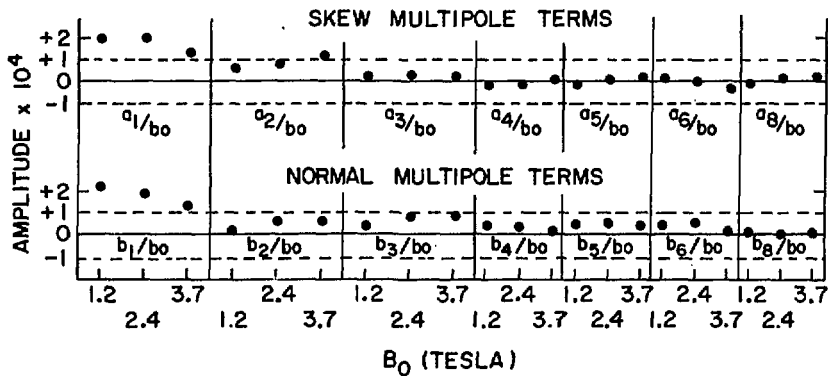 SKEW MULTIPOLE TERMS
+2
+1
0
-1
a1/bo a2/bo a3/bo a4/bo a5/bo a6/bo a8/bo
AMPLITUDE x 10⁴
NORMAL MULTIPOLE TERMS
+2
+1
0
-1
b1/bo b2/bo b3/bo b4/bo b5/bo b6/bo b8/bo
1.2 3.7 2.4 1.2 3.7 2.4 1.2 3.7 2.4 1.2 3.7
2.4 1.2 3.7 2.4 1.2 3.7 2.4 1.2 3.7 2.4
B0 (TESLA)